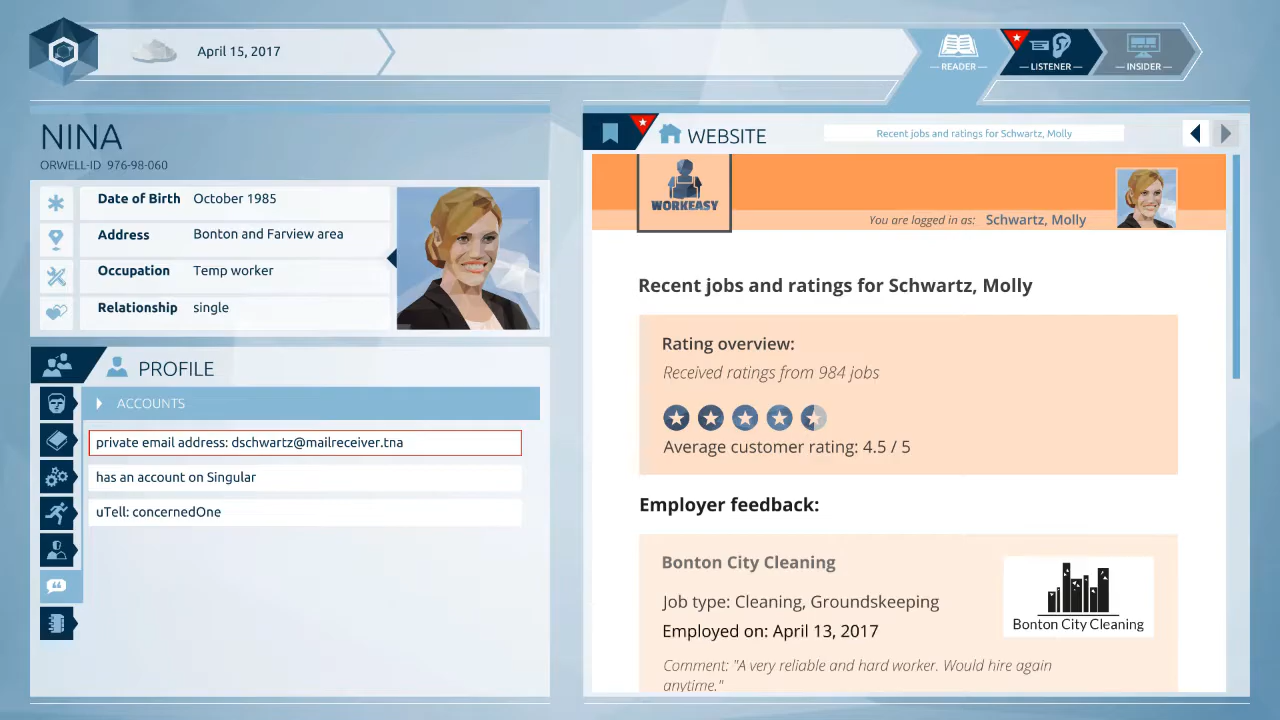 April 15, 2017
READER
LISTENER
INSIDER
NINA
ORWELL-ID 976-98-060
Date of Birth October 1985
Address Bonton and Farview area
Occupation Temp worker
Relationship single
PROFILE
ACCOUNTS
private email address: dschwartz@mailreceiver.tna
has an account on Singular
uTell: concernedOne
WEBSITE
Recent jobs and ratings for Schwartz, Molly
WORKEASY
You are logged in as: Schwartz, Molly
Recent jobs and ratings for Schwartz, Molly
Rating overview:
Received ratings from 984 jobs
Average customer rating: 4.5 / 5
Employer feedback:
Bonton City Cleaning
Job type: Cleaning, Groundskeeping
Employed on: April 13, 2017
Bonton City Cleaning
Comment: "A very reliable and hard worker. Would hire again
anytime."